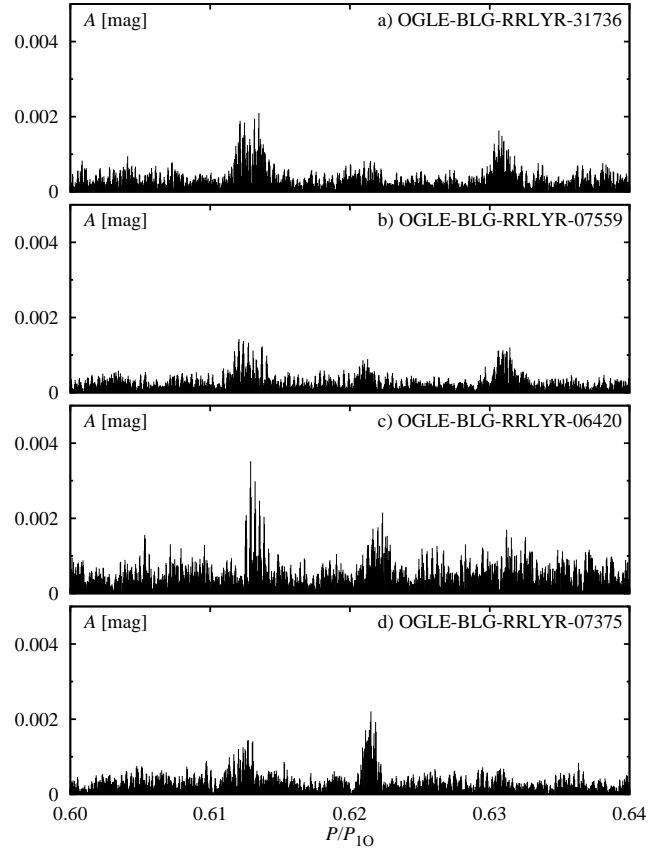 A [mag] a) OGLE-BLG-RRLYR-31736
0.004
0.002
0
A [mag] b) OGLE-BLG-RRLYR-07559
0.004
0.002
0
A [mag] c) OGLE-BLG-RRLYR-06420
0.004
0.002
0
A [mag] d) OGLE-BLG-RRLYR-07375
0.004
0.002
0
0.60 0.61 0.62 0.63 0.64
P/P1O